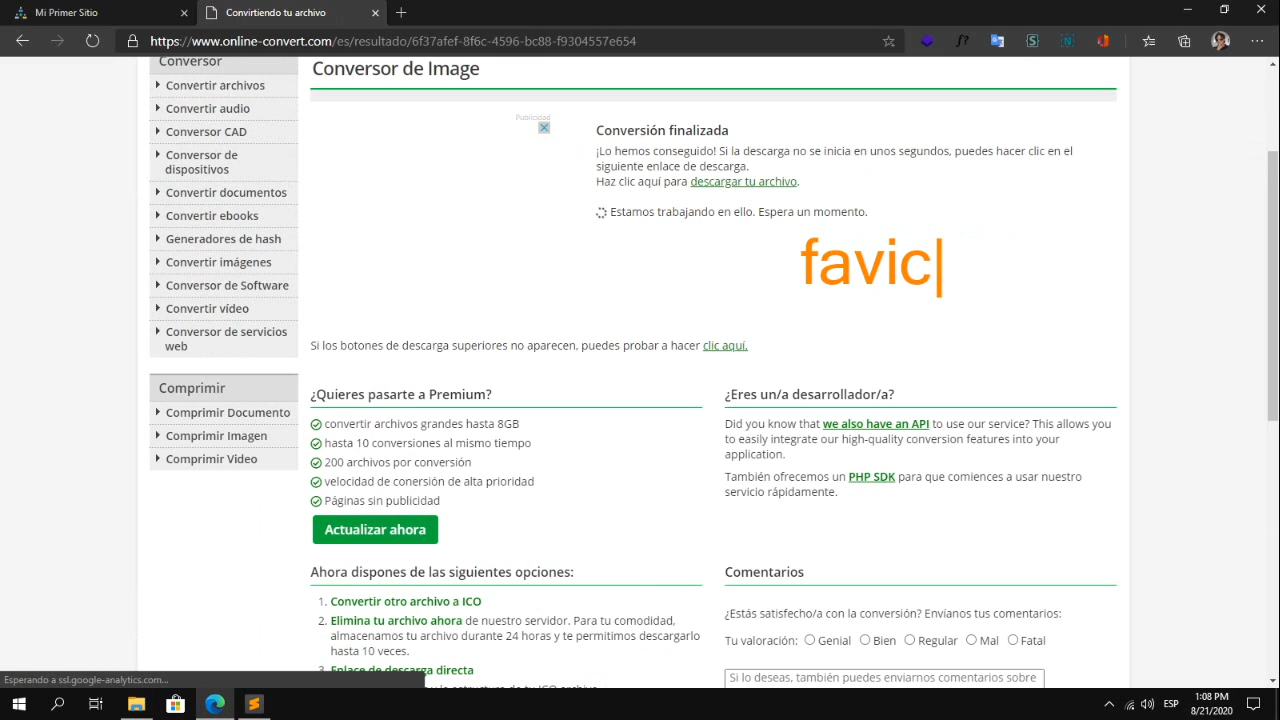 Mi Primer Sitio
Convirtiendo tu archivo
https://www.online-convert.com/es/resultado/6f37afef-8f6c-4596-bc88-f9304557e654
Conversor
Convertir archivos
Convertir audio
Conversor CAD
Conversor de
dispositivos
Convertir documentos
Convertir ebooks
Generadores de hash
Convertir imágenes
Conversor de Software
Convertir vídeo
Conversor de servicios
web
Comprimir
Comprimir Documento
Comprimir Imagen
Comprimir Video
Conversor de Image
Publicidad
Conversión finalizada
¡Lo hemos conseguido! Si la descarga no se inicia en unos segundos, puedes hacer clic en el
siguiente enlace de descarga.
Haz clic aquí para descargar tu archivo.
Estamos trabajando en ello. Espera un momento.
favic|
Si los botones de descarga superiores no aparecen, puedes probar a hacer clic aquí.
¿Quieres pasarte a Premium?
convertir archivos grandes hasta 8GB
hasta 10 conversiones al mismo tiempo
200 archivos por conversión
velocidad de conersión de alta prioridad
Páginas sin publicidad
Actualizar ahora
¿Eres un/a desarrollador/a?
Did you know that we also have an API to use our service? This allows you
to easily integrate our high-quality conversion features into your
application.
También ofrecemos un PHP SDK para que comiences a usar nuestro
servicio rápidamente.
Ahora dispones de las siguientes opciones:
1. Convertir otro archivo a ICO
2. Elimina tu archivo ahora de nuestro servidor. Para tu comodidad,
almacenamos tu archivo durante 24 horas y te permitimos descargarlo
hasta 10 veces.
3. Enlace de descarga directa
Comentarios
¿Estás satisfecho/a con la conversión? Envíanos tus comentarios:
Tu valoración: Genial Bien Regular Mal Fatal
Si lo deseas, también puedes enviarnos comentarios sobre
Esperando a ssl.google-analytics.com...
ESP
1:08 PM
8/21/2020